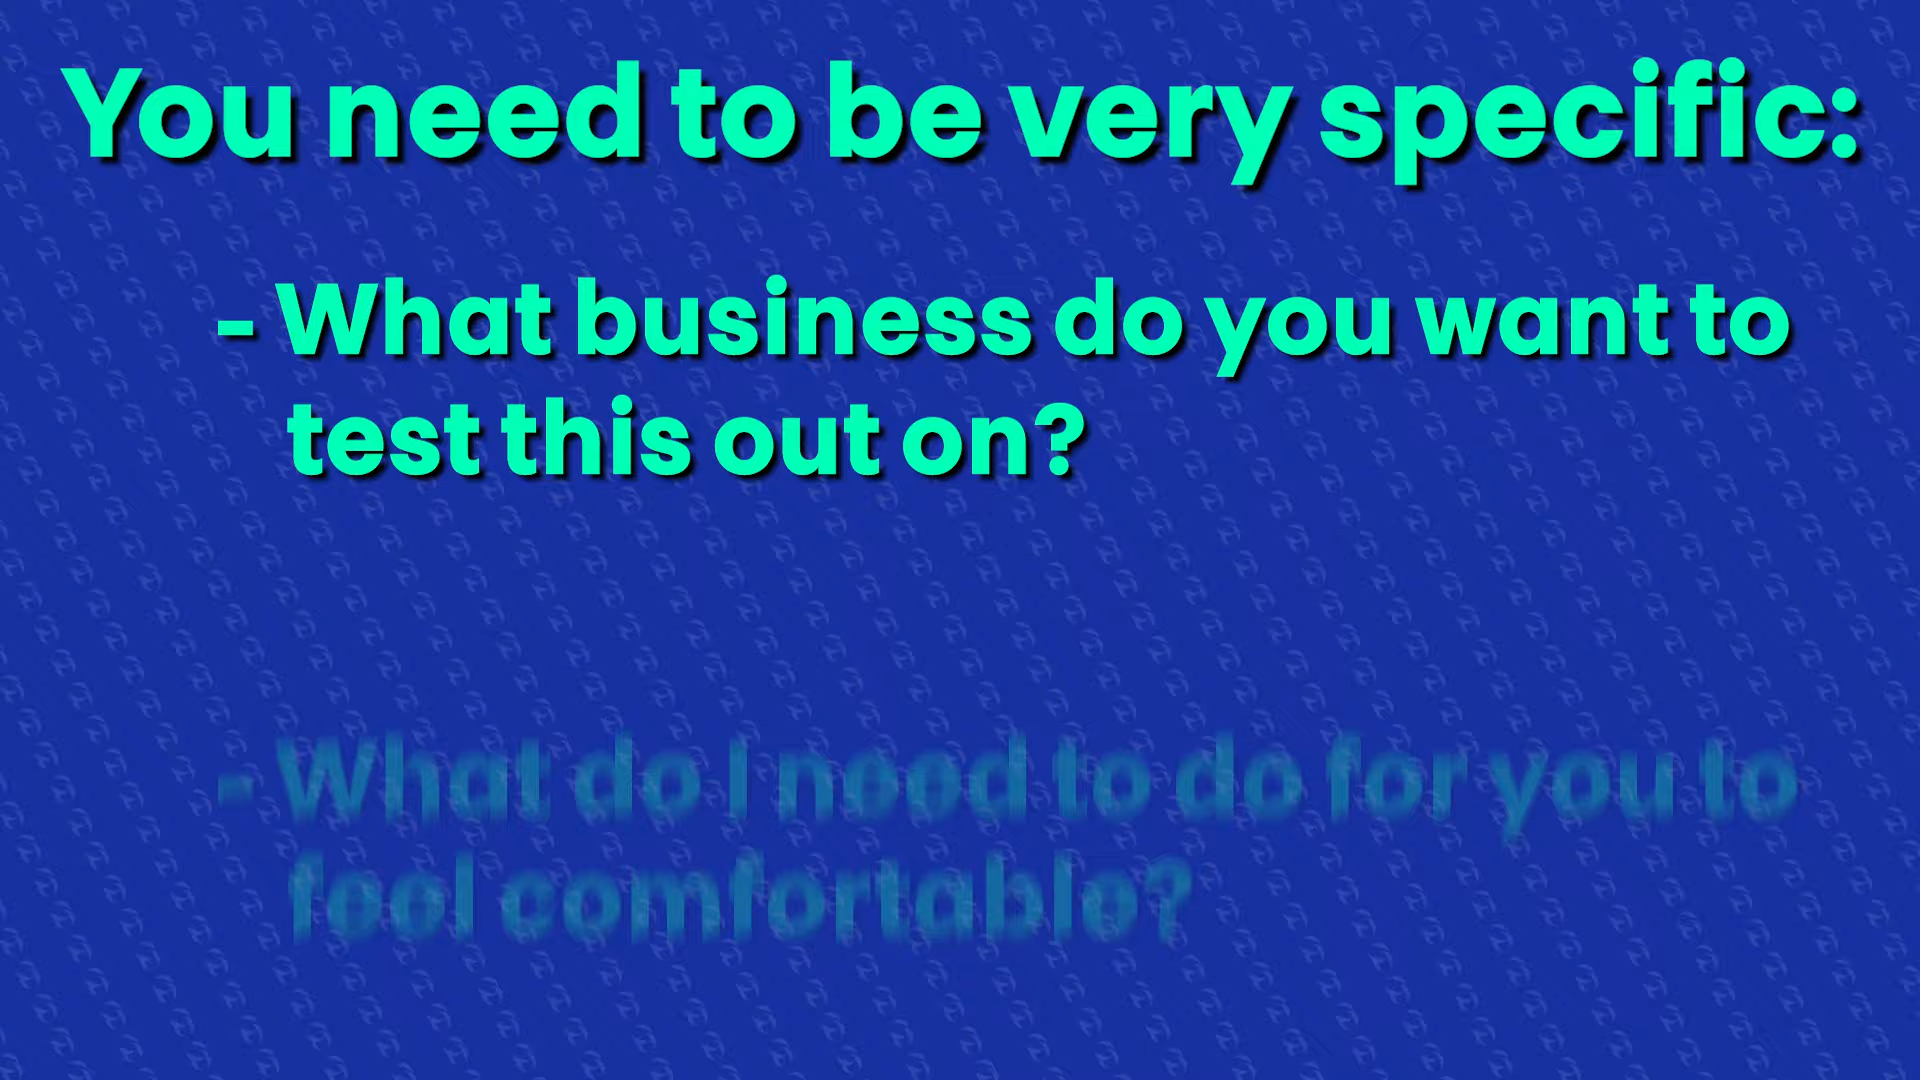 You need to be very specific:
- What business do you want to
test this out on?
- What do I need to do for you to
feel comfortable?